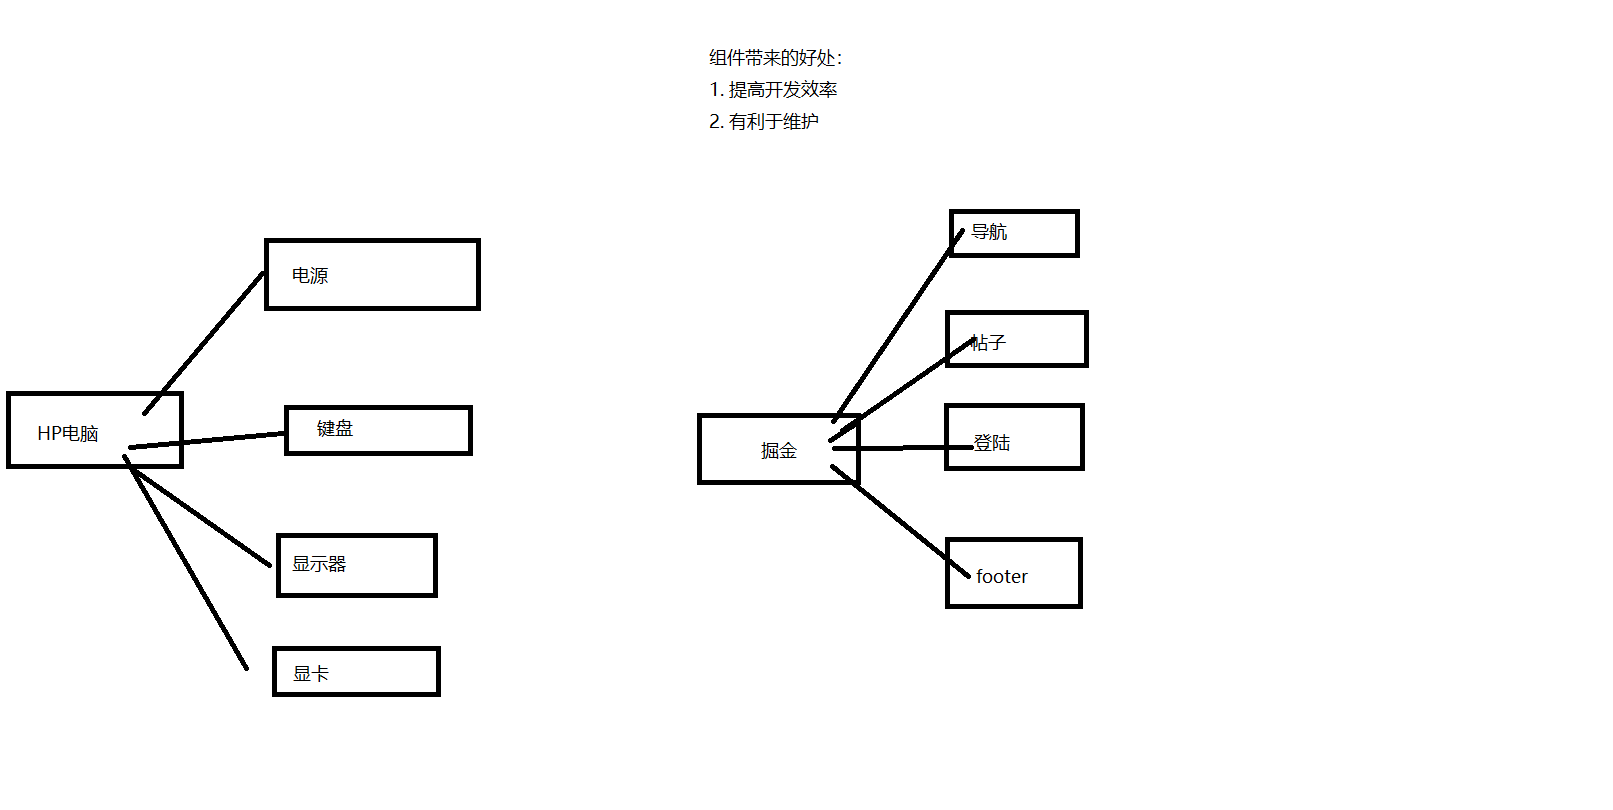 组件带来的好处：
1. 提高开发效率
2. 有利于维护
电源
HP电脑
键盘
显示器
显卡
导航
帖子
掘金
登陆
footer